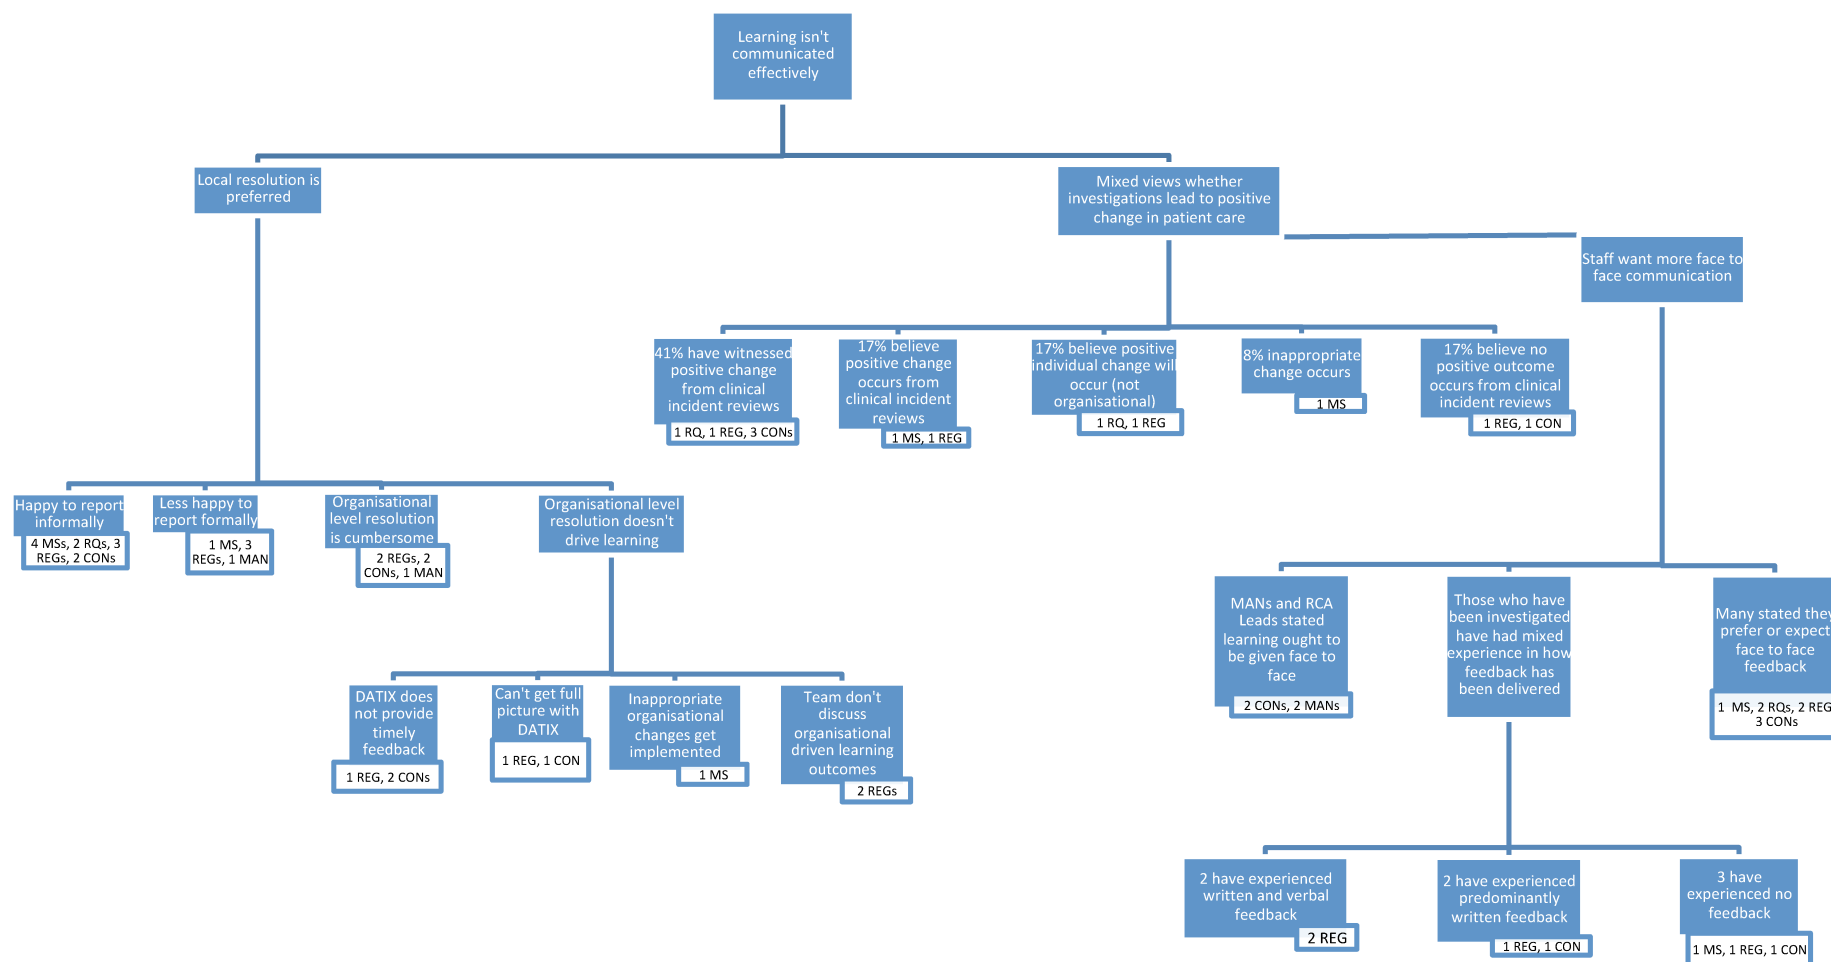 Learning isn't
communicated
effectively
Local resolution is
preferred
Mixed views whether
investigations lead to positive
change in patient care
Staff want more face to
face communication
41% have witnessed
positive change
from clinical
incident reviews
1 RQ, 1 REG, 3 CONs
17% believe
positive change
occurs from
clinical incident
reviews
1 MS, 1 REG
17% believe positive
individual change will
occur (not
organisational)
1 RQ, 1 REG
8% inappropriate
change occurs
1 MS
17% believe no
positive outcome
occurs from clinical
incident reviews
1 REG, 1 CON
Happy to report
informally
4 MSs, 2 RQs, 3
REGs, 2 CONs
Less happy to
report formally
1 MS, 3
REGs, 1 MAN
Organisational
level resolution
is cumbersome
2 REGs, 2
CONs, 1 MAN
Organisational level
resolution doesn't
drive learning
DATIX does
not provide
timely
feedback
1 REG, 2 CONs
Can't get full
picture with
DATIX
1 REG, 1 CON
Inappropriate
organisational
changes get
implemented
1 MS
Team don't
discuss
organisational
driven learning
outcomes
2 REGs
MANs and RCA
Leads stated
learning ought to
be given face to
face
2 CONs, 2 MANs
Those who have
been investigated
have had mixed
experience in how
feedback has
been delivered
Many stated they
prefer or expect
face to face
feedback
1 MS, 2 RQs, 2 REG
3 CONs
2 have experienced
written and verbal
feedback
2 REG
2 have experienced
predominantly
written feedback
1 REG, 1 CON
3 have
experienced no
feedback
1 MS, 1 REG, 1 CON